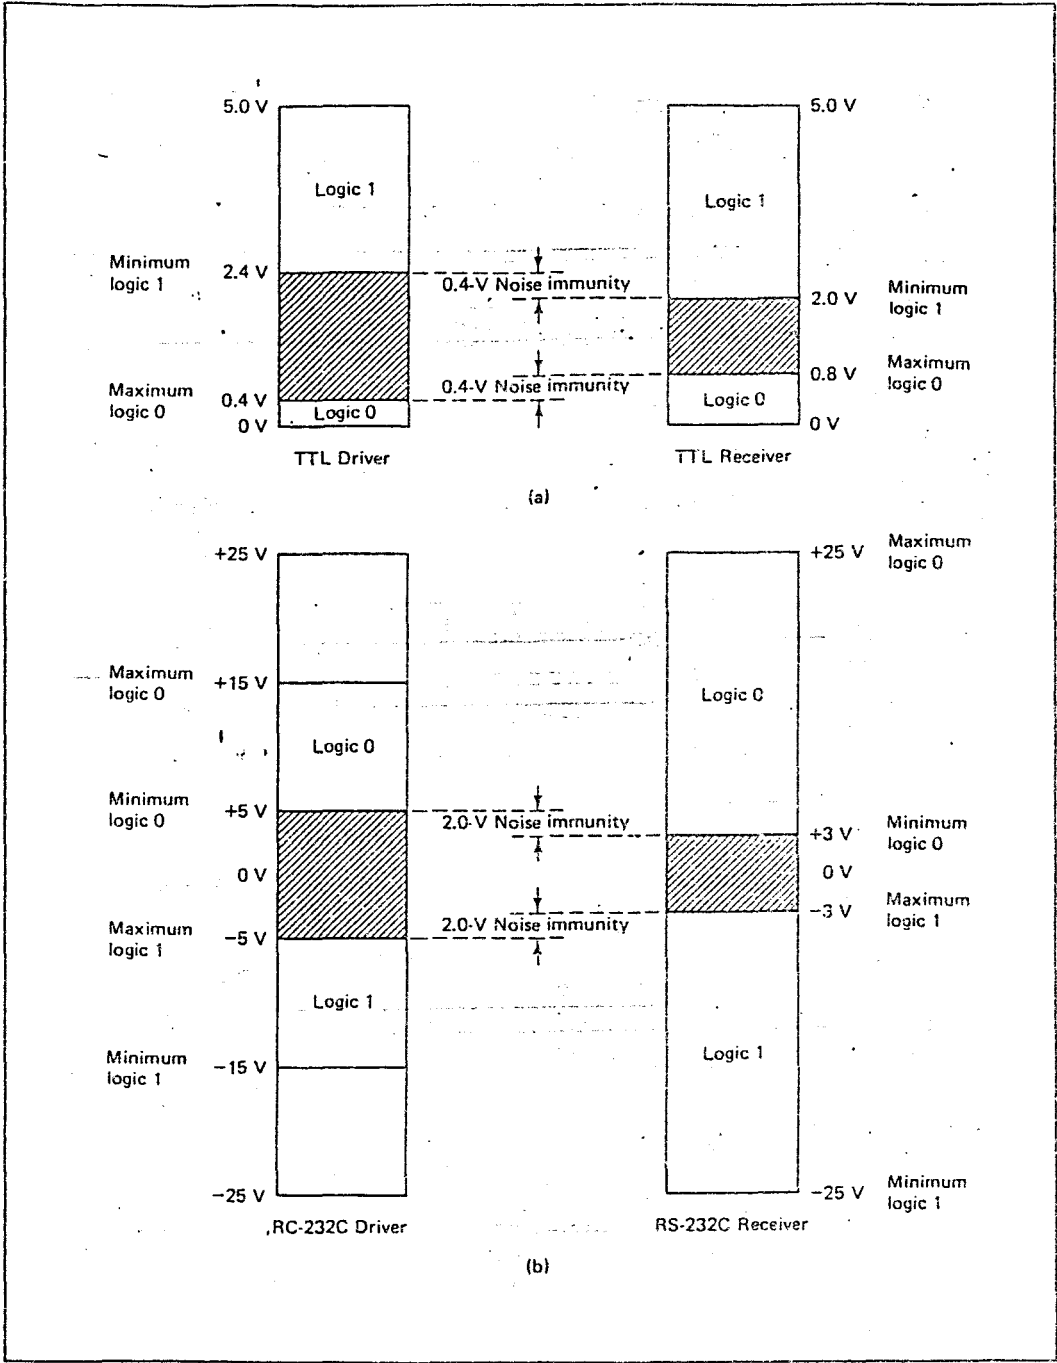 5.0 V
5.0 V
Logic 1
Logic 1
Minimum
logic 1
2.4 V
0.4-V Noise immunity
2.0 V
Minimum
logic 1
Maximum
logic 0
0.4 V
0.4-V Noise immunity
0.8 V
Maximum
logic 0
Logic 0
Logic 0
0 V
0 V
TTL Driver
TTL Receiver
(a)
+25 V
+25 V
Maximum
logic 0
Maximum
logic 0
+15 V
Logic 0
Logic 0
Minimum
logic 0
+5 V
2.0-V Noise immunity
+3 V
Minimum
logic 0
0 V
0 V
Maximum
logic 1
-5 V
2.0-V Noise immunity
-3 V
Maximum
logic 1
Logic 1
Logic 1
Minimum
logic 1
-15 V
-25 V
-25 V
Minimum
logic 1
RC-232C Driver
RS-232C Receiver
(b)